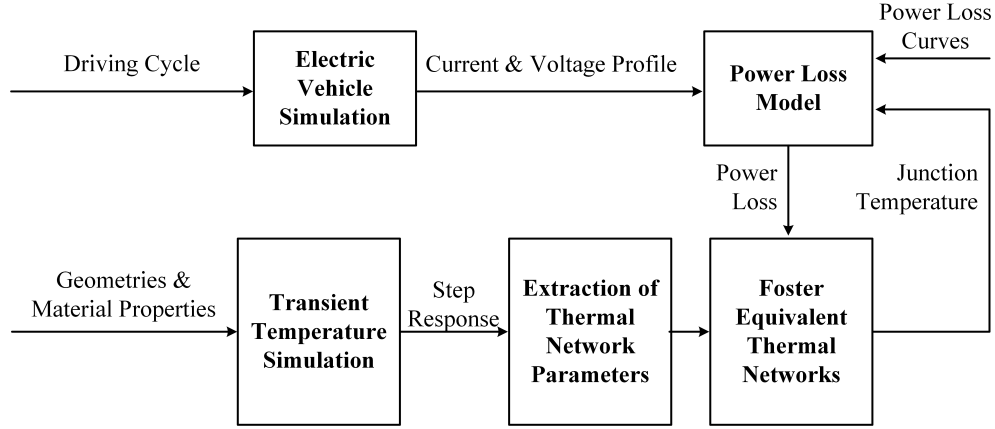 Driving Cycle
Electric
Vehicle
Simulation
Current & Voltage Profile
Power Loss
Model
Power Loss
Curves
Power
Loss
Junction
Temperature
Geometries &
Material Properties
Transient
Temperature
Simulation
Step
Response
Extraction of
Thermal
Network
Parameters
Foster
Equivalent
Thermal
Networks